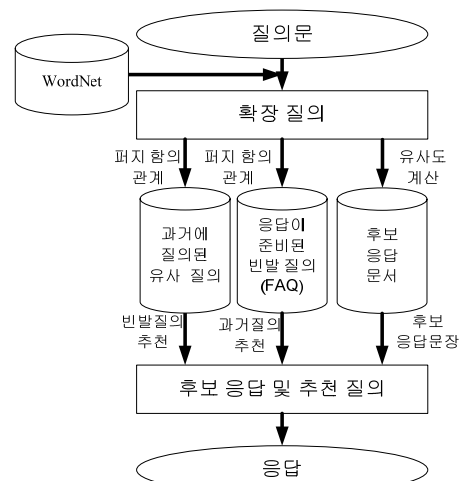 질의문
WordNet
확장 질의
퍼지 함의
관계
퍼지 함의
관계
유사도
계산
과거에
질의된
유사 질의
응답이
준비된
빈발 질의
(FAQ)
후보
응답
문서
빈발질의
추천
과거질의
추천
후보
응답문장
후보 응답 및 추천 질의
응답